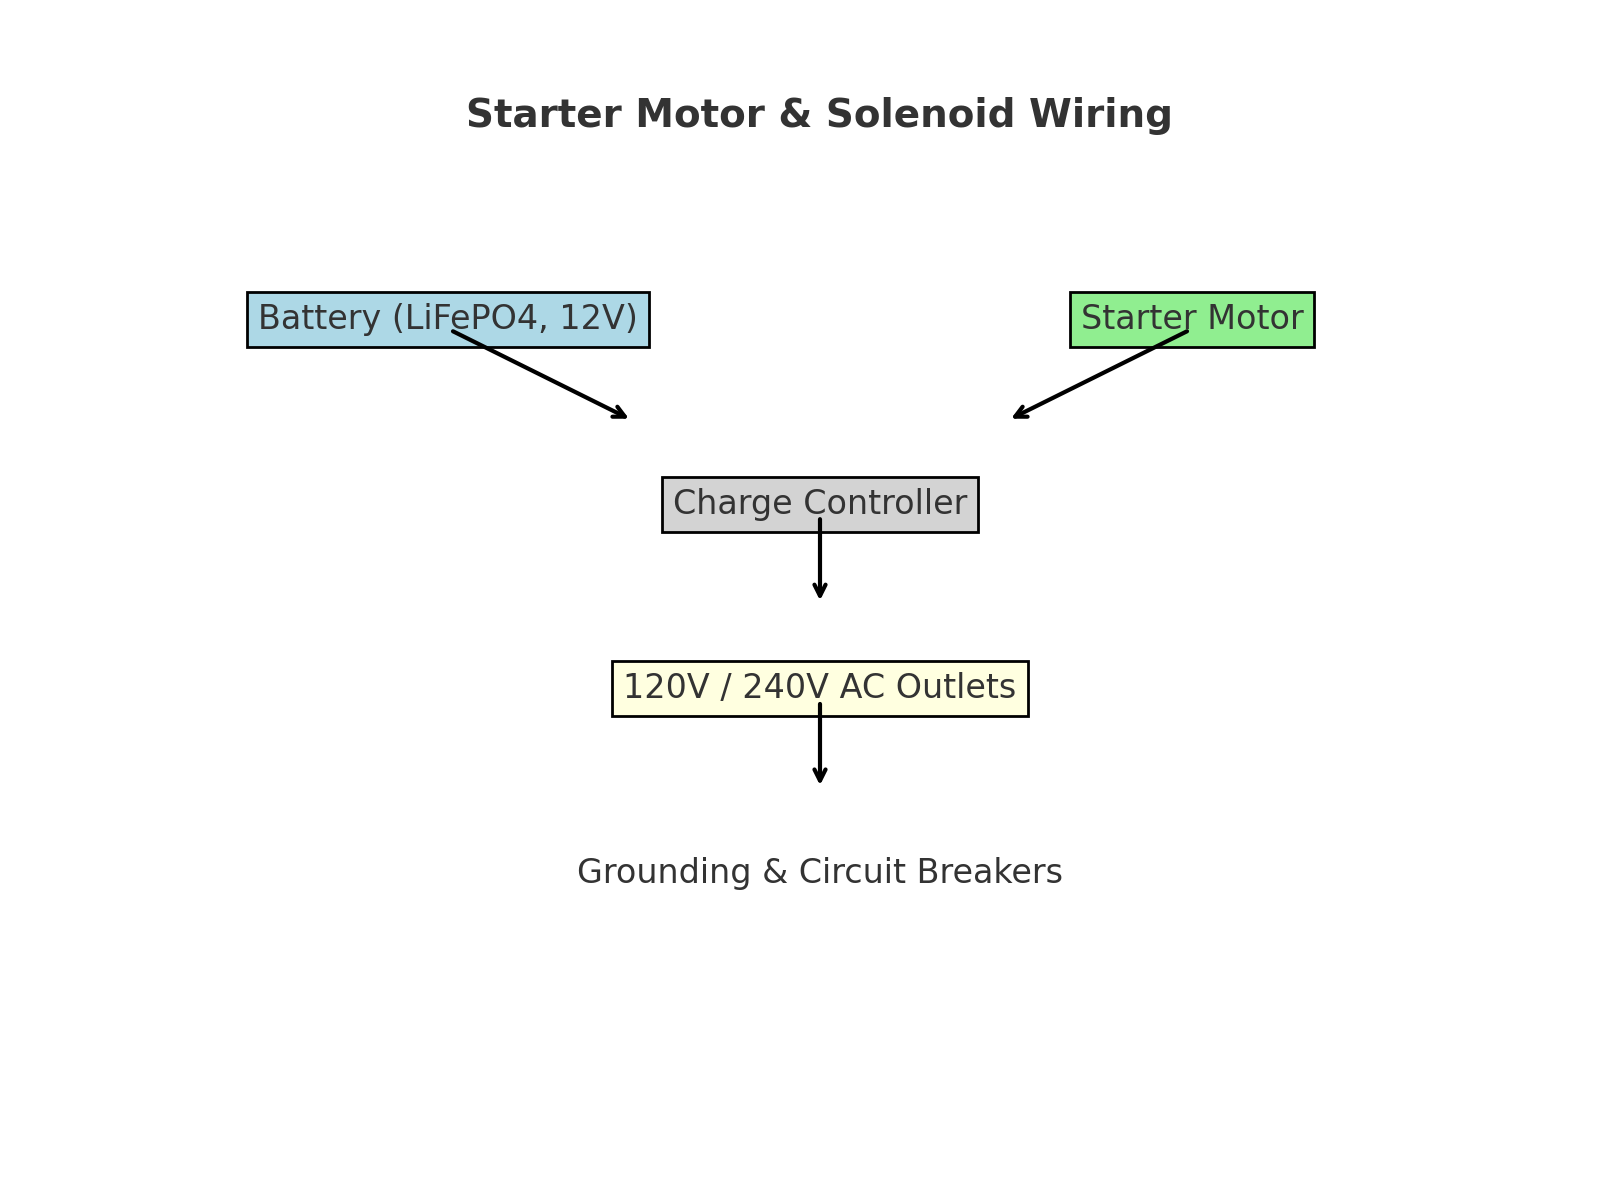 Starter Motor & Solenoid Wiring
Battery (LiFePO4, 12V)
Starter Motor
Charge Controller
120V / 240V AC Outlets
Grounding & Circuit Breakers